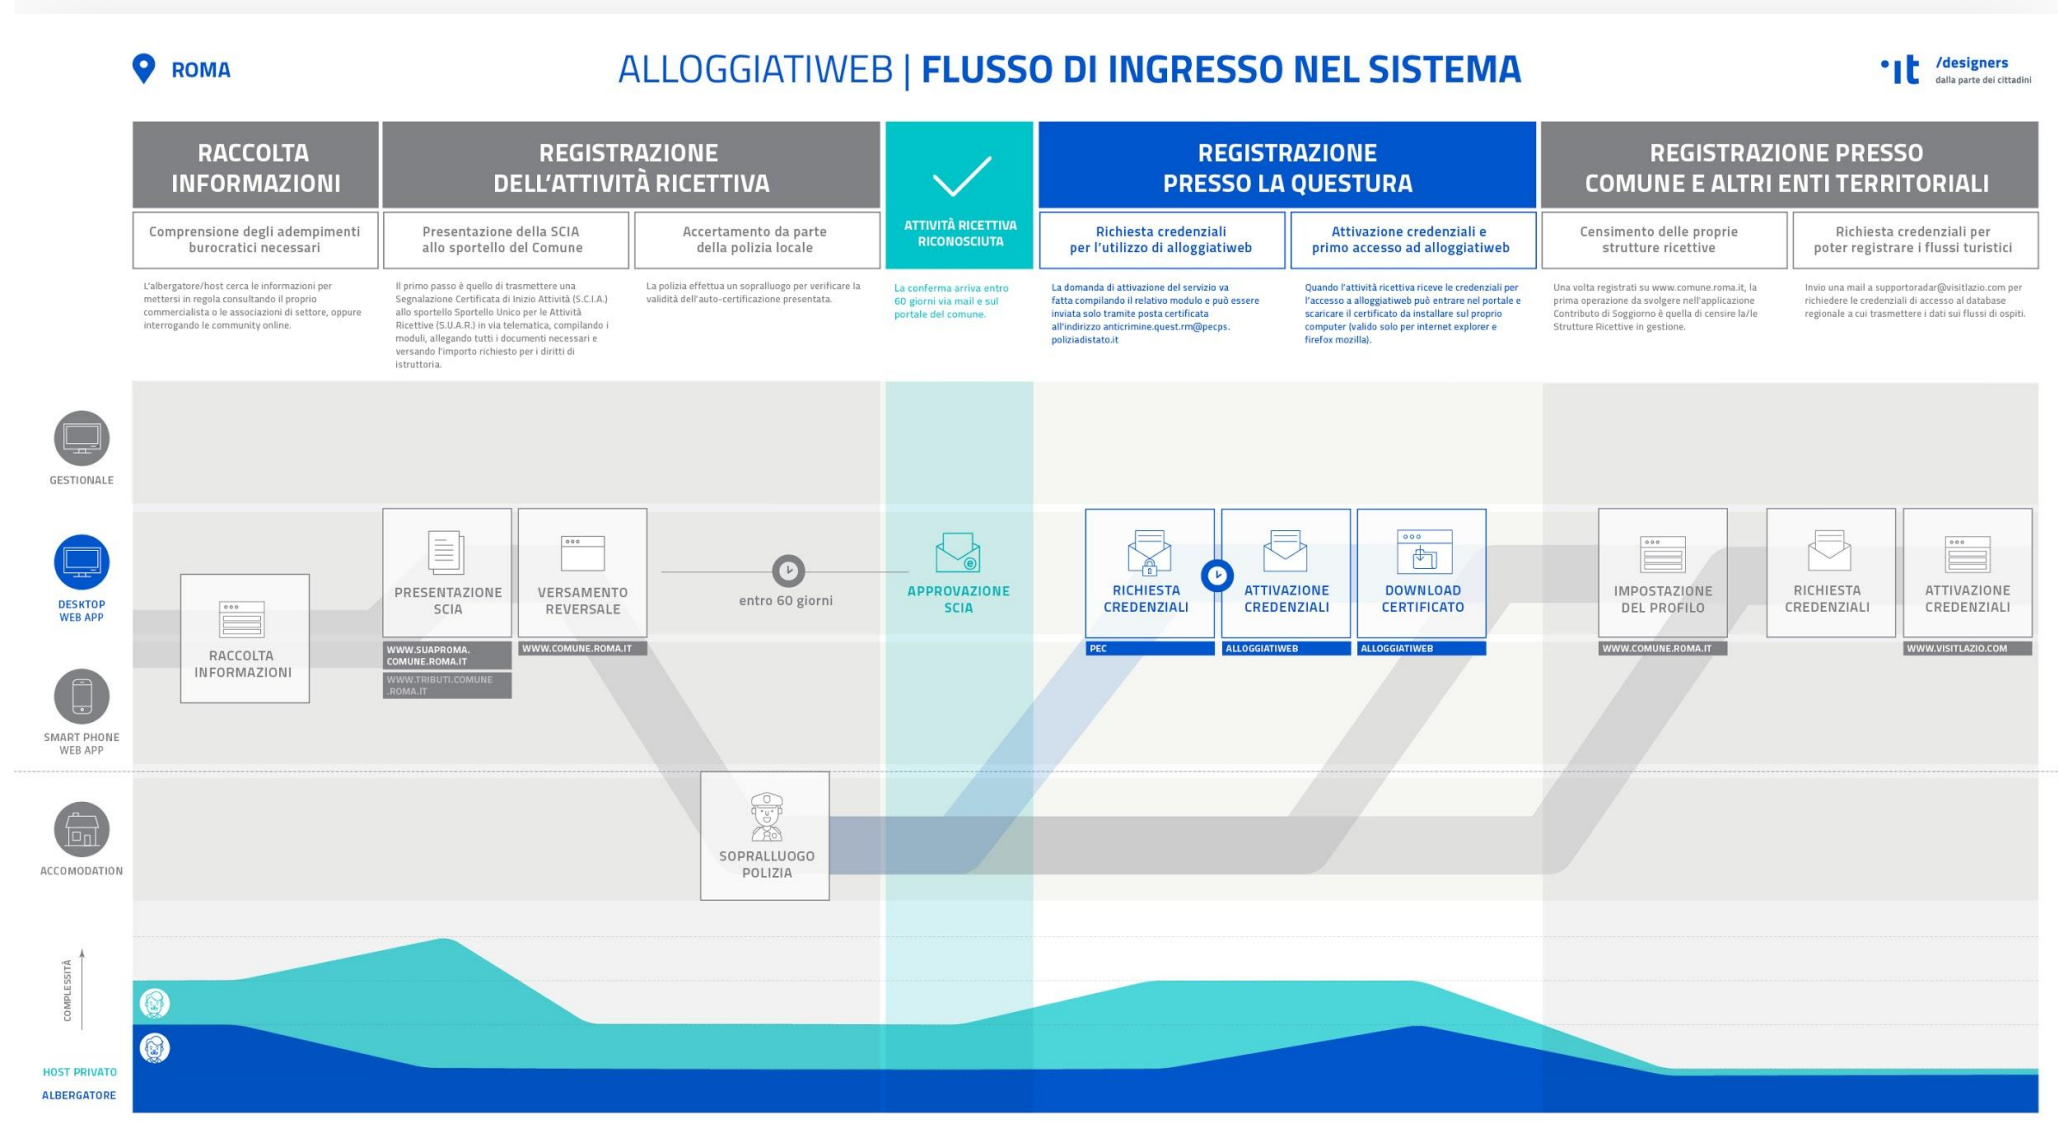 ROMA
ALLOGGIATIWEB | FLUSSO DI INGRESSO NEL SISTEMA
it /designers
dalla parte dei cittadini
RACCOLTA
INFORMAZIONI
REGISTRAZIONE
DELL'ATTIVITÀ RICETTIVA
ATTIVITÀ RICETTIVA
RICONOSCIUTA
REGISTRAZIONE
PRESSO LA QUESTURA
REGISTRAZIONE PRESSO
COMUNE E ALTRI ENTI TERRITORIALI
Comprensione degli adempimenti
burocratici necessari
Presentazione della SCIA
allo sportello del Comune
Accertamento da parte
della polizia locale
Richiesta credenziali
per l'utilizzo di alloggiatiweb
Attivazione credenziali e
primo accesso ad alloggiatiweb
Censimento delle proprie
strutture ricettive
Richiesta credenziali per
poter registrare i flussi turistici
L'albergatore/host cerca le informazioni per
mettersi in regola consultando il proprio
commercialista o le associazioni di settore, oppure
interrogando le community online.
Il primo passo è quello di trasmettere una
Segnalazione Certificata di Inizio Attività (S.C.I.A.)
allo sportello Sportello Unico per le Attività
Ricettive (S.U.A.R.) in via telematica, compilando i
moduli, allegando tutti i documenti necessari e
versando l'importo richiesto per i diritti di
istruttoria.
La polizia effettua un sopralluogo per verificare la
validità dell'auto-certificazione presentata.
La conferma arriva entro
60 giorni via mail e sul
portale del comune.
La domanda di attivazione del servizio va
fatta compilando il relativo modulo e può essere
inviata solo tramite posta certificata
all'indirizzo anticrimine.quest.rm@pecps.
poliziadistato.it
Quando l'attività ricettiva riceve le credenziali per
l'accesso a alloggiatiweb può entrare nel portale e
scaricare il certificato da installare sul proprio
computer (valido solo per internet explorer e
firefox mozilla).
Una volta registrati su www.comune.roma.it, la
prima operazione da svolgere nell'applicazione
Contributo di Soggiorno è quella di censire la/le
Strutture Ricettive in gestione.
Invio una mail a supportoradar@visitlazio.com per
richiedere le credenziali di accesso al database
regionale a cui trasmettere i dati sui flussi di ospiti.
GESTIONALE
DESKTOP
WEB APP
SMART PHONE
WEB APP
ACCOMODATION
RACCOLTA
INFORMAZIONI
PRESENTAZIONE
SCIA
WWW.SUAPROMA.
COMUNE.ROMA.IT
WWW.TRIBUTI.COMUNE
.ROMA.IT
VERSAMENTO
REVERSALE
WWW.COMUNE.ROMA.IT
entro 60 giorni
SOPRALLUOGO
POLIZIA
APPROVAZIONE
SCIA
RICHIESTA
CREDENZIALI
PEC
ATTIVAZIONE
CREDENZIALI
ALLOGGIATIWEB
DOWNLOAD
CERTIFICATO
ALLOGGIATIWEB
IMPOSTAZIONE
DEL PROFILO
WWW.COMUNE.ROMA.IT
RICHIESTA
CREDENZIALI
ATTIVAZIONE
CREDENZIALI
WWW.VISITLAZIO.COM
COMPLESSITÀ
HOST PRIVATO
ALBERGATORE